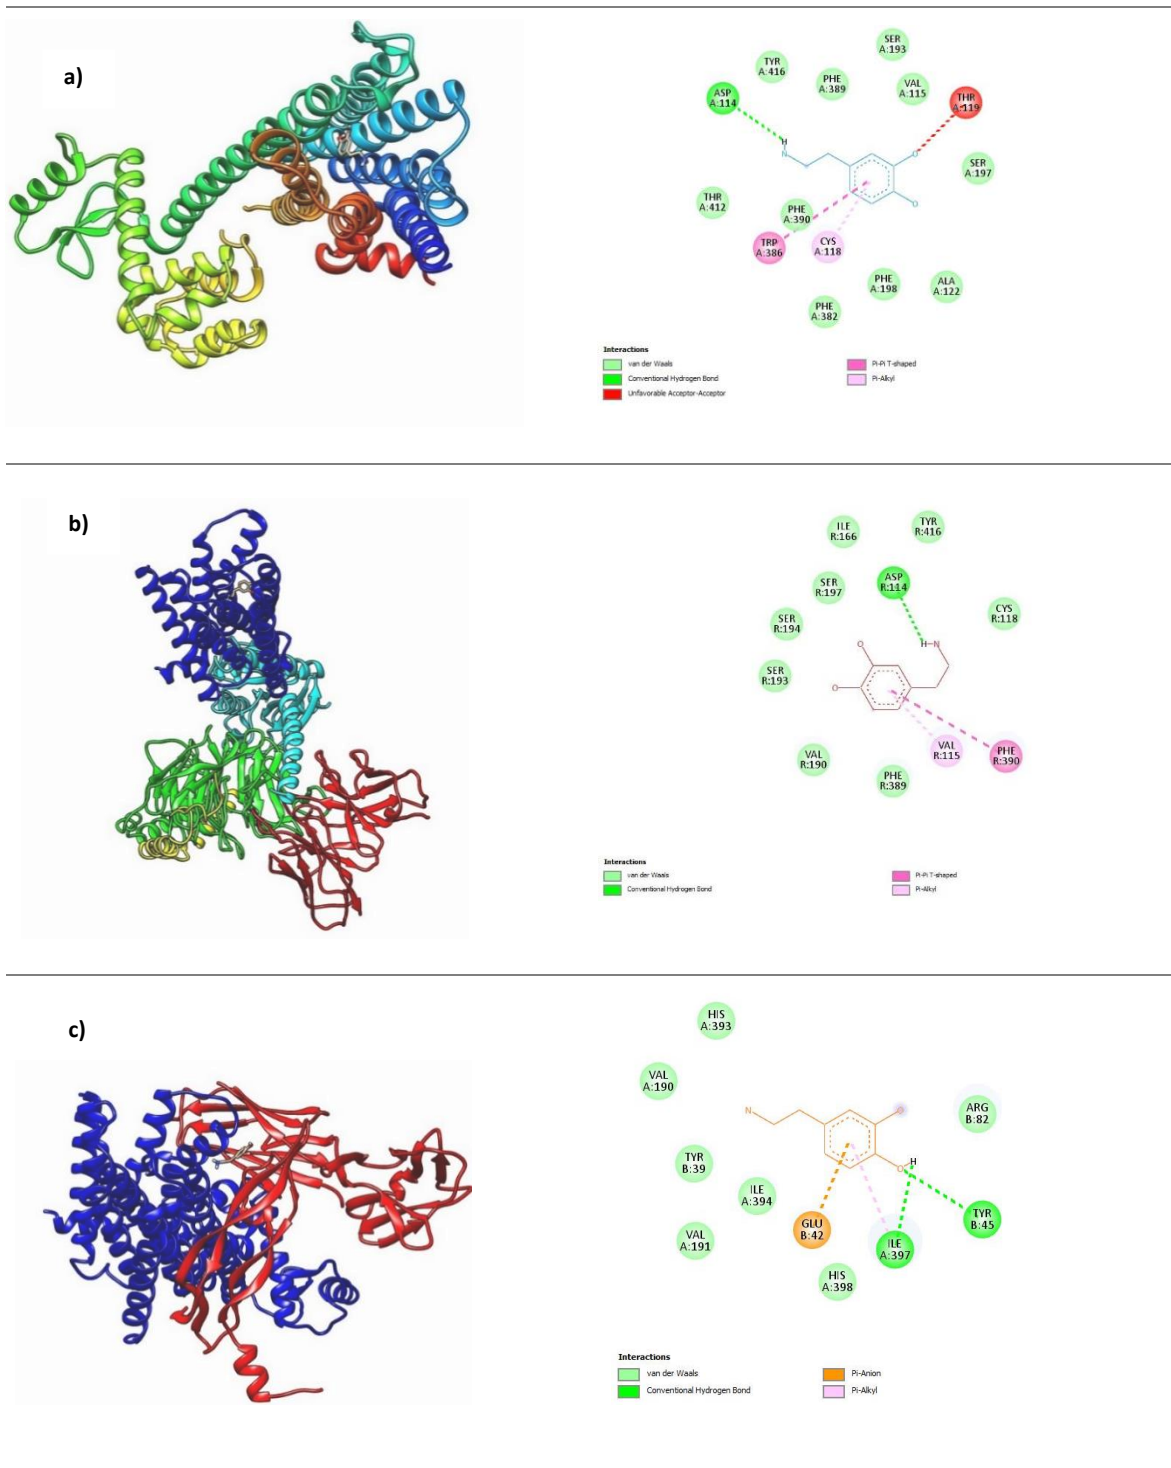 a)
SER
A:193
TYR
A:416
PHE
A:389
VAL
A:115
ASP
A:114
THR
A:119
H
N
O
SER
A:197
THR
A:412
PHE
A:390
O
TRP
A:386
CYS
A:118
PHE
A:198
ALA
A:122
PHE
A:382
Interactions
van der Waals
Conventional Hydrogen Bond
Unfavorable Acceptor-Acceptor
Pi-Pi T-shaped
Pi-Alkyl
b)
ILE
R:166
TYR
R:416
SER
R:197
ASP
R:114
CYS
R:118
SER
R:194
O
H-N
SER
R:193
O
VAL
R:190
VAL
R:115
PHE
R:390
PHE
R:389
Interactions
van der Waals
Conventional Hydrogen Bond
Pi-Pi T-shaped
Pi-Alkyl
c)
HIS
A:393
VAL
A:190
N
O
ARG
B:82
TYR
B:39
O
H
ILE
A:394
GLU
B:42
TYR
B:45
VAL
A:191
ILE
A:397
HIS
A:398
Interactions
van der Waals
Conventional Hydrogen Bond
Pi-Anion
Pi-Alkyl